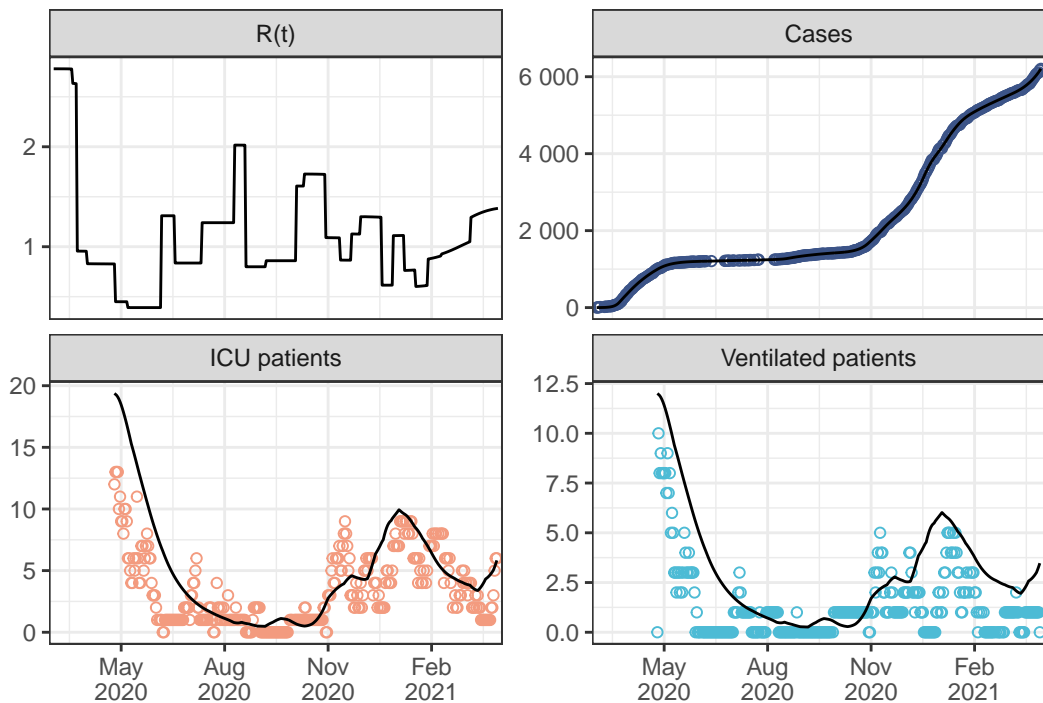 R(t)
Cases
2
1
6 000
4 000
2 000
0
ICU patients
Ventilated patients
20
15
10
5
0
12.5
10.0
7.5
5.0
2.5
0.0
May Aug Nov Feb
2020 2020 2020 2021
May Aug Nov Feb
2020 2020 2020 2021